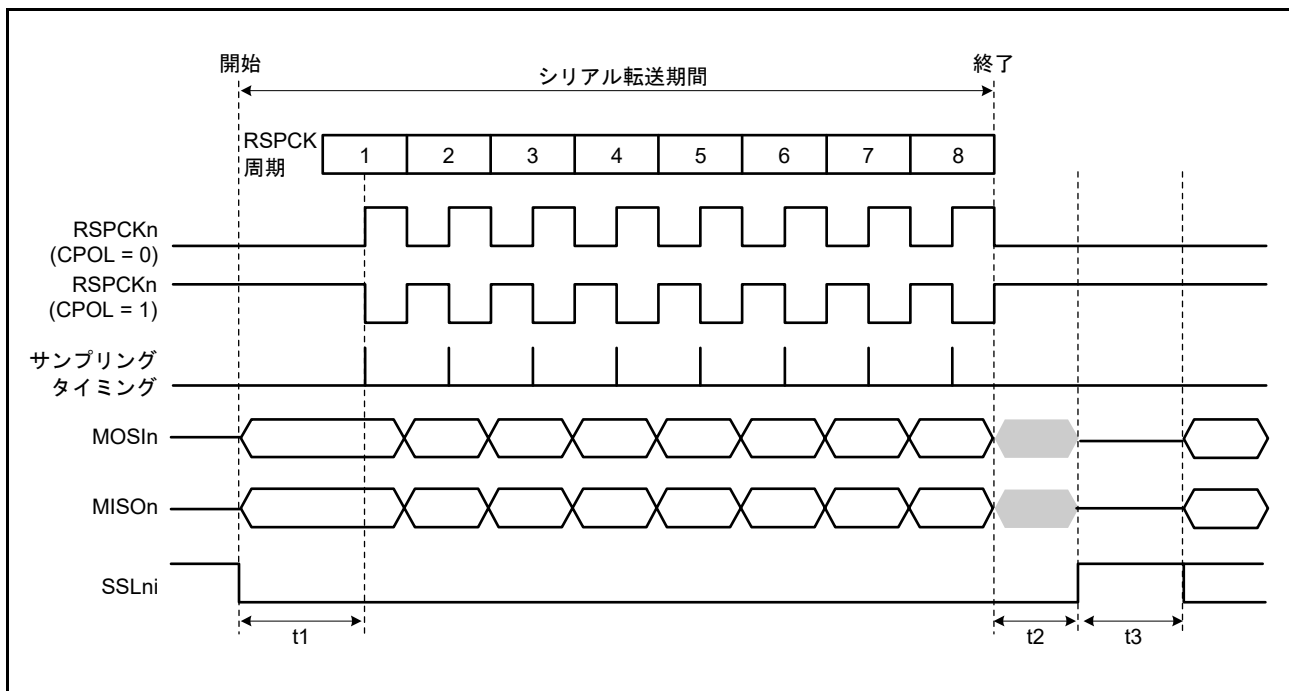 開始
シリアル転送期間
終了
RSPCK
周期
1 2 3 4 5 6 7 8
RSPCKn
(CPOL = 0)
RSPCKn
(CPOL = 1)
サンプリング
タイミング
MOSIn
MISOn
SSLni
t1
t2
t3